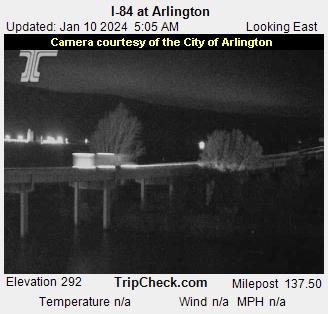 I-84 at Arlington
Updated: Jan 10 2024 5:05 AM Looking East
Camera courtesy of the City of Arlington
Elevation 292 TripCheck.com Milepost 137.50
Temperature n/a Wind n/a MPH n/a